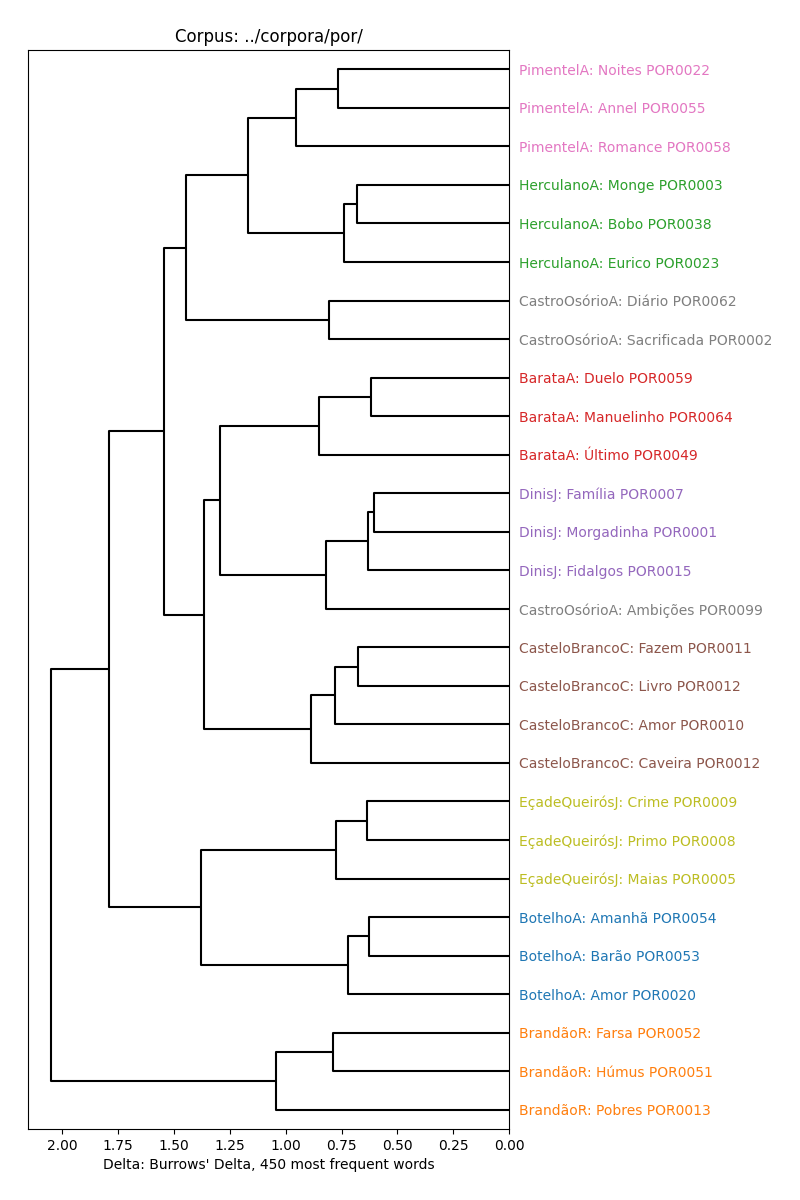 Corpus: ../corpora/por/
PimentelA: Noites POR0022
PimentelA: Annel POR0055
PimentelA: Romance POR0058
HerculanoA: Monge POR0003
HerculanoA: Bobo POR0038
HerculanoA: Eurico POR0023
CastroOsórioA: Diário POR0062
CastroOsórioA: Sacrificada POR0002
BarataA: Duelo POR0059
BarataA: Manuelinho POR0064
BarataA: Último POR0049
DinisJ: Família POR0007
DinisJ: Morgadinha POR0001
DinisJ: Fidalgos POR0015
CastroOsórioA: Ambições POR0099
CasteloBrancoC: Fazem POR0011
CasteloBrancoC: Livro POR0012
CasteloBrancoC: Amor POR0010
CasteloBrancoC: Caveira POR0012
EçadeQueirósJ: Crime POR0009
EçadeQueirósJ: Primo POR0008
EçadeQueirósJ: Maias POR0005
BotelhoA: Amanhã POR0054
BotelhoA: Barão POR0053
BotelhoA: Amor POR0020
BrandãoR: Farsa POR0052
BrandãoR: Húmus POR0051
BrandãoR: Pobres POR0013
2.00 1.75 1.50 1.25 1.00 0.75 0.50 0.25 0.00
Delta: Burrows' Delta, 450 most frequent words